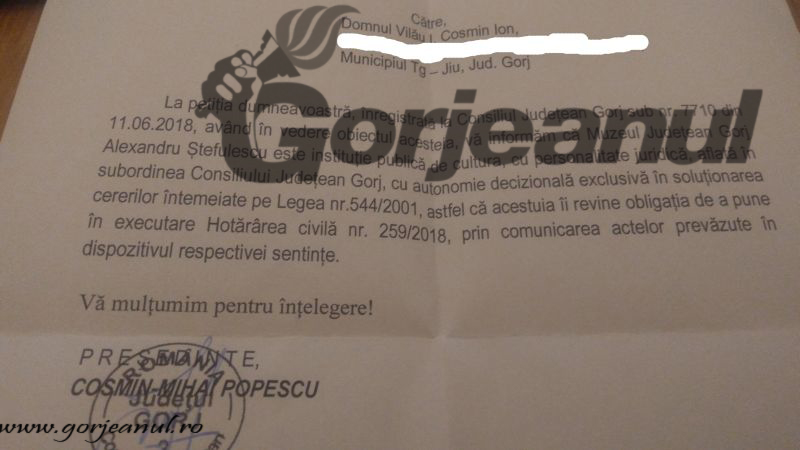 Către,
Domnul Vilău Cosmin Ion,
Municipiul Tg – Jiu, Jud. Gorj
Gorjeanul
La petiția dumneavoastră, înregistrată la Consiliul Județean Gorj sub nr. 7710 din
11.06.2018, având în vedere obiectul acesteia, vă informăm că Muzeul Județean Gorj
Alexandru Ștefulescu este instituție publică de cultură, cu personalitate juridică, aflată în
subordinea Consiliului Județean Gorj, cu autonomie decizională exclusivă în soluționarea
cererilor întemeiate pe Legea nr.544/2001, astfel că acestuia îi revine obligația de a pune
în executare Hotărârea civilă nr. 259/2018, prin comunicarea actelor prevăzute în
dispozitivul respectivei sentințe.
Vă mulțumim pentru înțelegere!
PREȘEDINTE,
COSMIN-MIHAI POPESCU
ROMÂNIA
Județul
GORJ
www.gorjeanul.ro